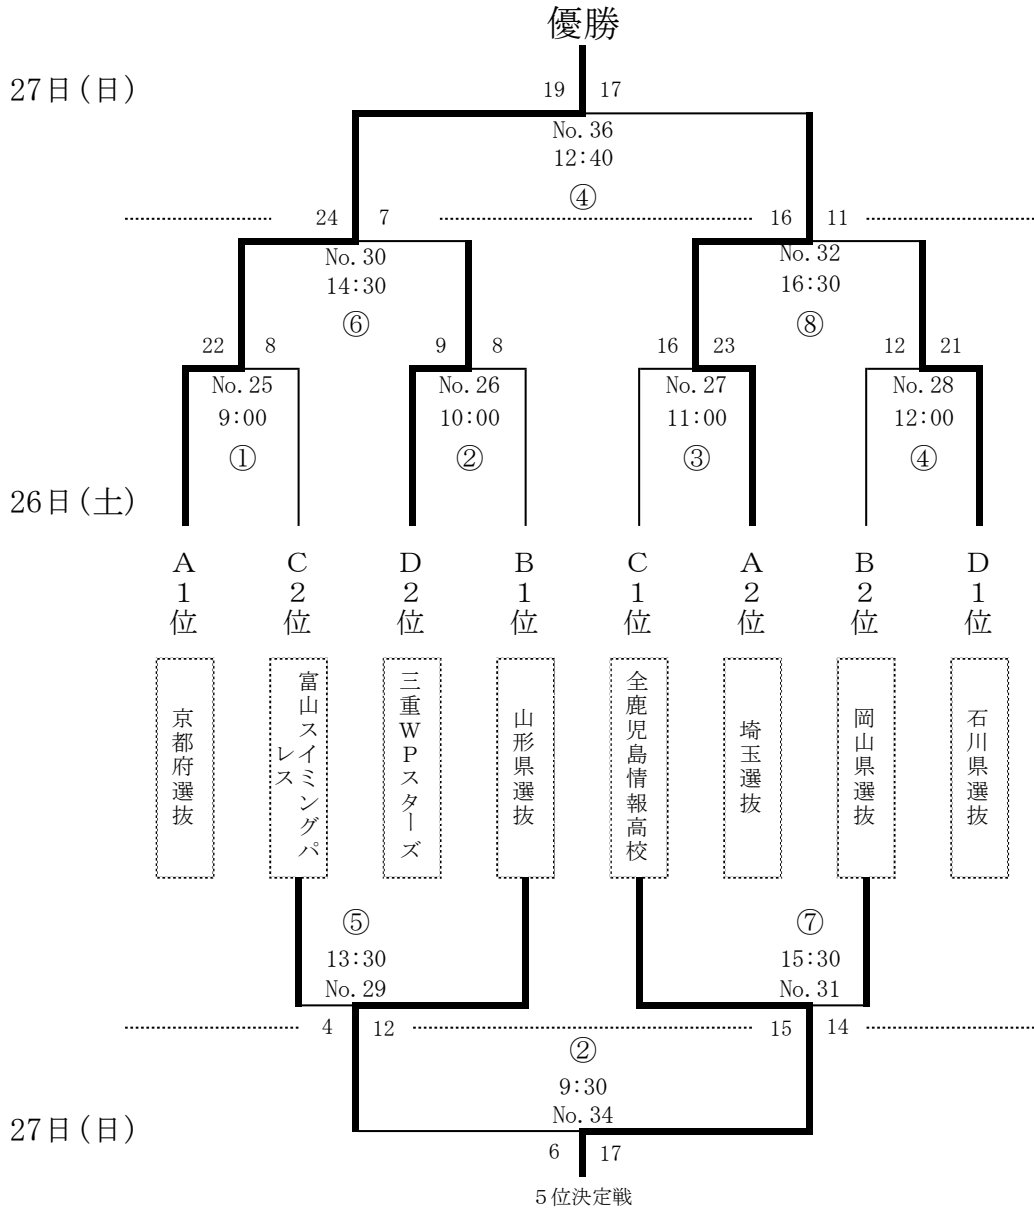 優勝
27日(日)
19 17
No.36
12:40
④
24 7
16 11
No.30
14:30
⑥
No.32
16:30
⑧
22 8
9 8
16 23
12 21
No.25
9:00
①
No.26
10:00
②
No.27
11:00
③
No.28
12:00
④
26日(土)
A1位
C2位
D2位
B1位
C1位
A2位
B2位
D1位
京都府選抜
富山スイミングパ
レス
三重WPスターズ
山形県選抜
全鹿児島情報高校
埼玉選抜
岡山県選抜
石川県選抜
⑤
13:30
No.29
⑦
15:30
No.31
4 12
15 14
②
9:30
No.34
27日(日)
6 17
5位決定戦